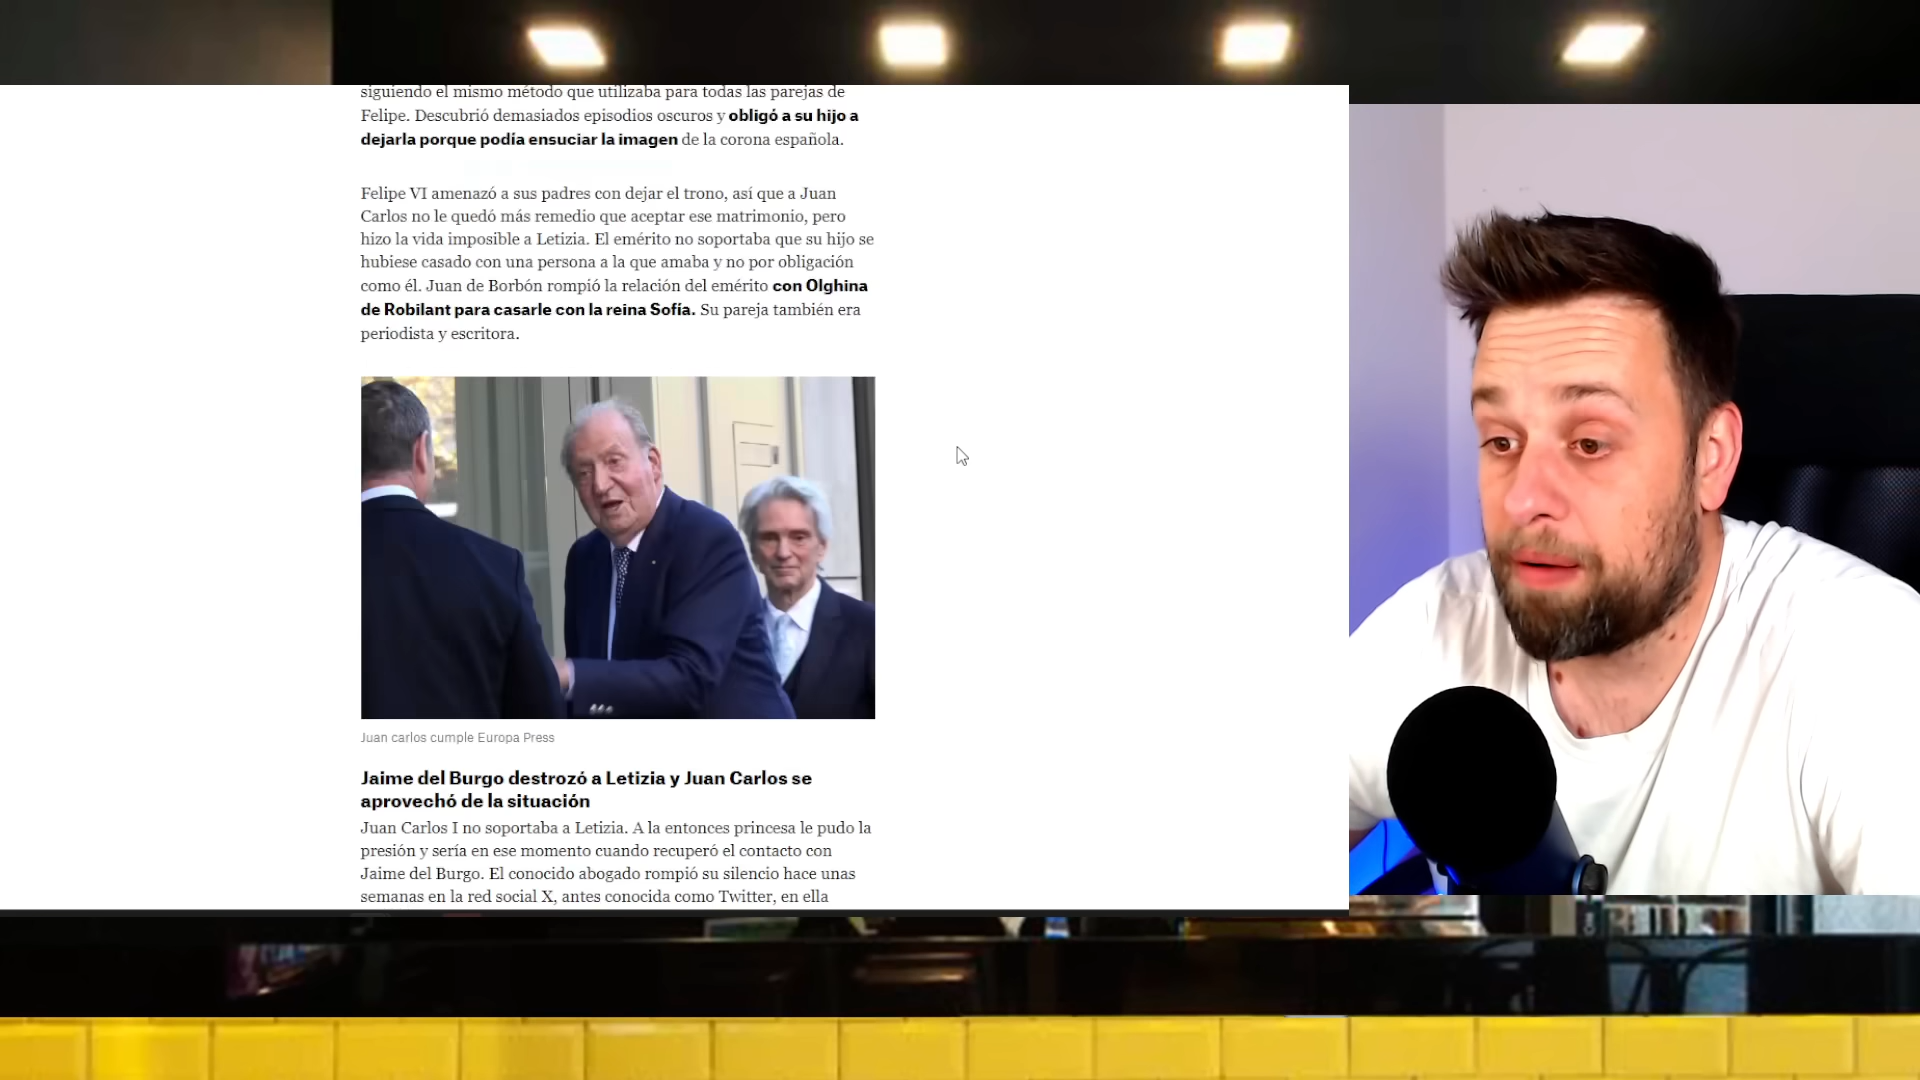 siguiendo el mismo método que utilizaba para todas las parejas de
Felipe. Descubrió demasiados episodios oscuros y obligó a su hijo a
dejarla porque podía ensuciar la imagen de la corona española.
Felipe VI amenazó a sus padres con dejar el trono, así que a Juan
Carlos no le quedó más remedio que aceptar ese matrimonio, pero
hizo la vida imposible a Letizia. El emérito no soportaba que su hijo se
hubiese casado con una persona a la que amaba y no por obligación
como él. Juan de Borbón rompió la relación del emérito con Olghina
de Robilant para casarle con la reina Sofía. Su pareja también era
periodista y escritora.
Juan carlos cumple Europa Press
Jaime del Burgo destrozó a Letizia y Juan Carlos se
aprovechó de la situación
Juan Carlos I no soportaba a Letizia. A la entonces princesa le pudo la
presión y sería en ese momento cuando recuperó el contacto con
Jaime del Burgo. El conocido abogado rompió su silencio hace unas
semanas en la red social X, antes conocida como Twitter, en ella